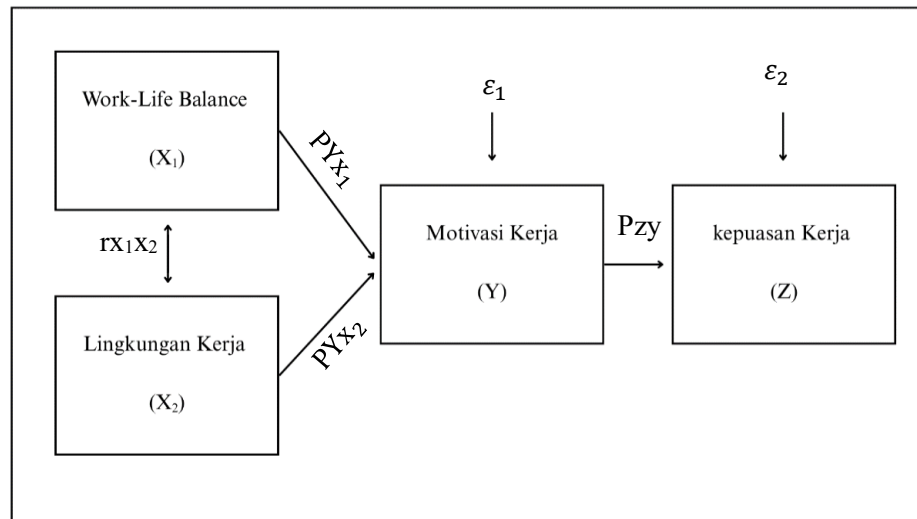 Work-Life Balance
(X₁)
rx₁x₂
Lingkungan Kerja
(X₂)
PYx₁
PYx₂
ε₁
Motivasi Kerja
(Y)
Pzy
ε₂
kepuasan Kerja
(Z)